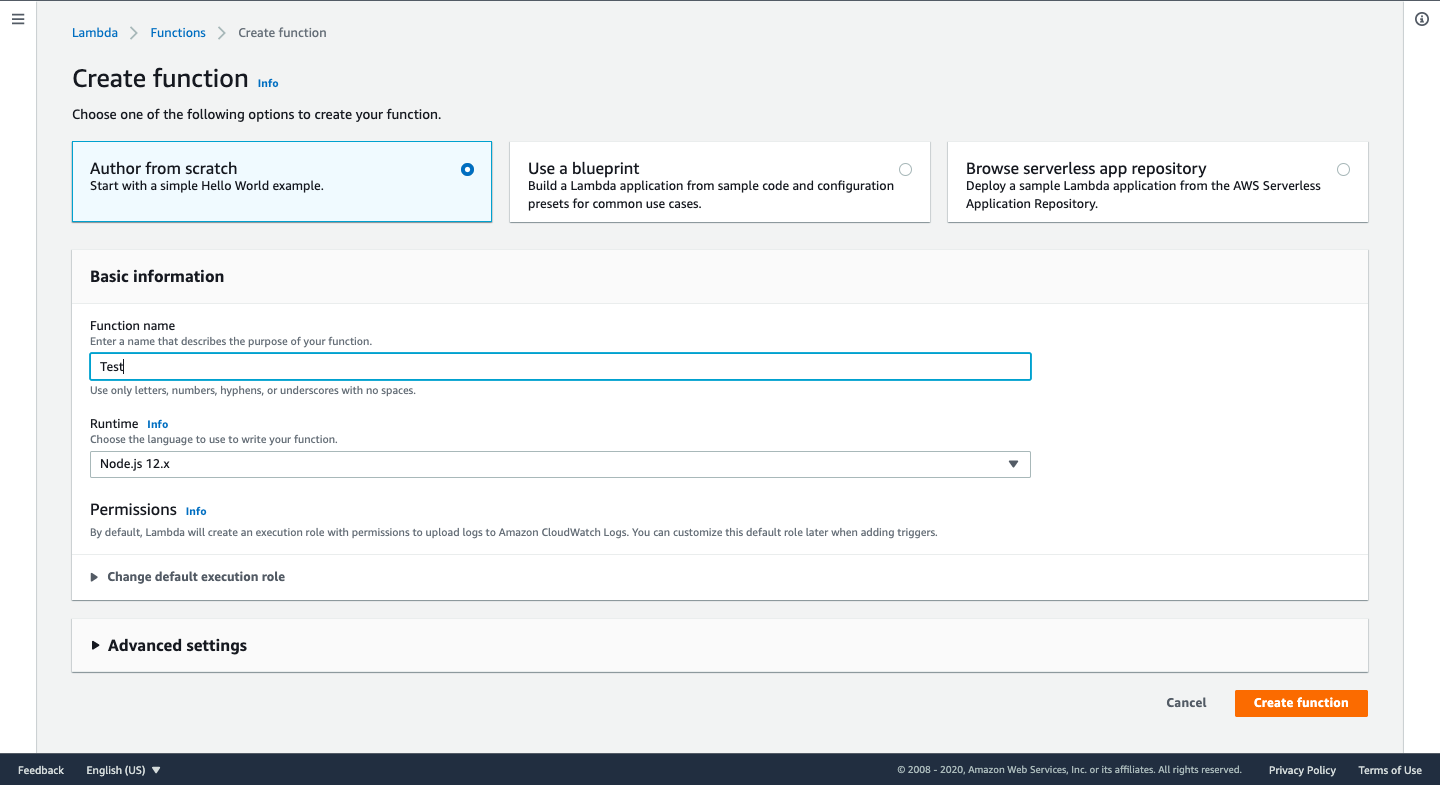 Lambda > Functions > Create function
Create function Info
Choose one of the following options to create your function.
Author from scratch
Start with a simple Hello World example.
Use a blueprint
Build a Lambda application from sample code and configuration
presets for common use cases.
Browse serverless app repository
Deploy a sample Lambda application from the AWS Serverless
Application Repository.
Basic information
Function name
Enter a name that describes the purpose of your function.
Test
Use only letters, numbers, hyphens, or underscores with no spaces.
Runtime Info
Choose the language to use to write your function.
Node.js 12.x
Permissions Info
By default, Lambda will create an execution role with permissions to upload logs to Amazon CloudWatch Logs. You can customize this default role later when adding triggers.
Change default execution role
Advanced settings
Cancel Create function
Feedback English (US) © 2008 - 2020, Amazon Web Services, Inc. or its affiliates. All rights reserved. Privacy Policy Terms of Use